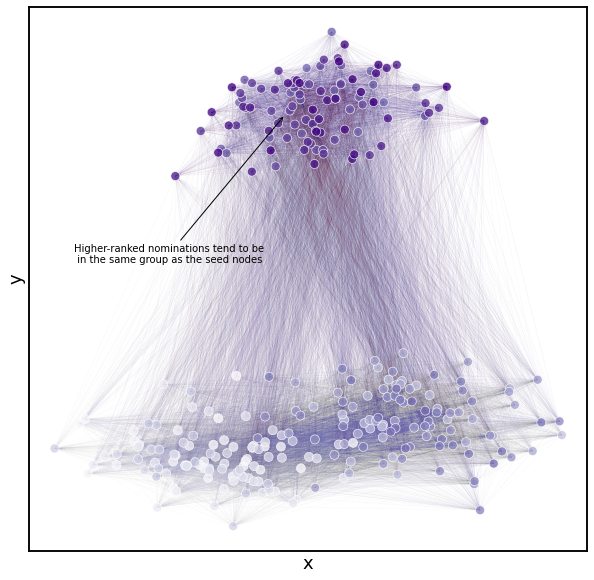 Higher-ranked nominations tend to be
in the same group as the seed nodes
y
x